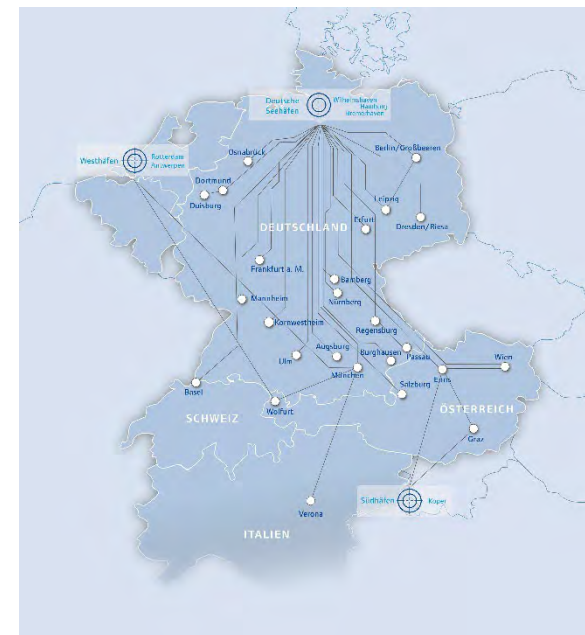 Deutsche
Seehäfen
Wilhelmshaven
Hamburg
Bremerhaven
Westhäfen
Rotterdam
Antwerpen
Osnabrück
Berlin/Großbeeren
Dortmund
Duisburg
Leipzig
Erfurt
Dresden/Riesa
DEUTSCHLAND
Frankfurt a. M.
Bamberg
Nürnberg
Mannheim
Kornwestheim
Regensburg
Augsburg
Burghausen
Passau
Wien
Ulm
München
Enns
Basel
Salzburg
Wolfurt
SCHWEIZ
ÖSTERREICH
Graz
Südhäfen
Koper
Verona
ITALIEN